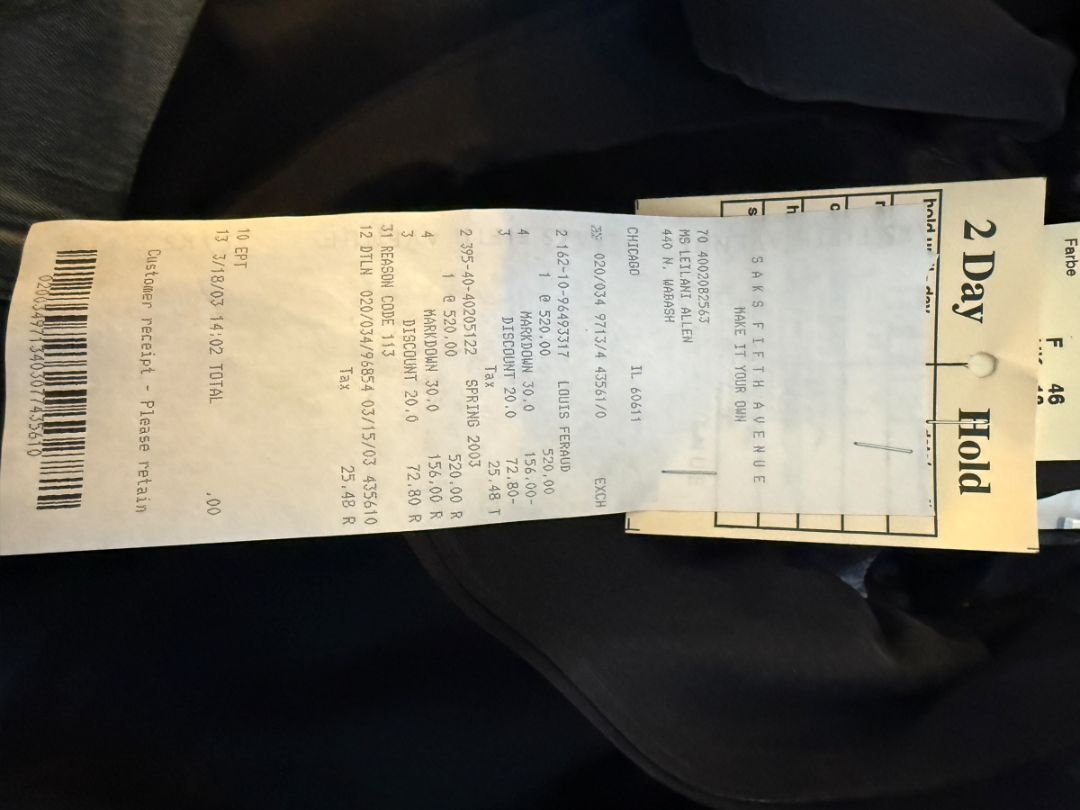 Farbe
F 46
2 Day Hold
SAKS FIFTH AVENUE
MAKE IT YOUR OWN
70 4002082563
MS LEILANI ALLEN
440 N. WABASH
CHICAGO IL 60611
020/034 9713/4 43561/0 EXCH
2 162-10-96493317 LOUIS FERAUD
1 @ 520.00 520.00
4 MARKDOWN 30.0 156.00-
3 DISCOUNT 20.0 72.80-
Tax 25.48 T
2 395-40-40205122 SPRING 2003
1 @ 520.00 520.00 R
4 MARKDOWN 30.0 156.00 R
3 DISCOUNT 20.0 72.80 R
31 REASON CODE 113
12 DTLN 020/034/96854 03/15/03 435610
Tax 25.48 R
10 EPT
13 3/18/03 14:02 TOTAL .00
Customer receipt - Please retain